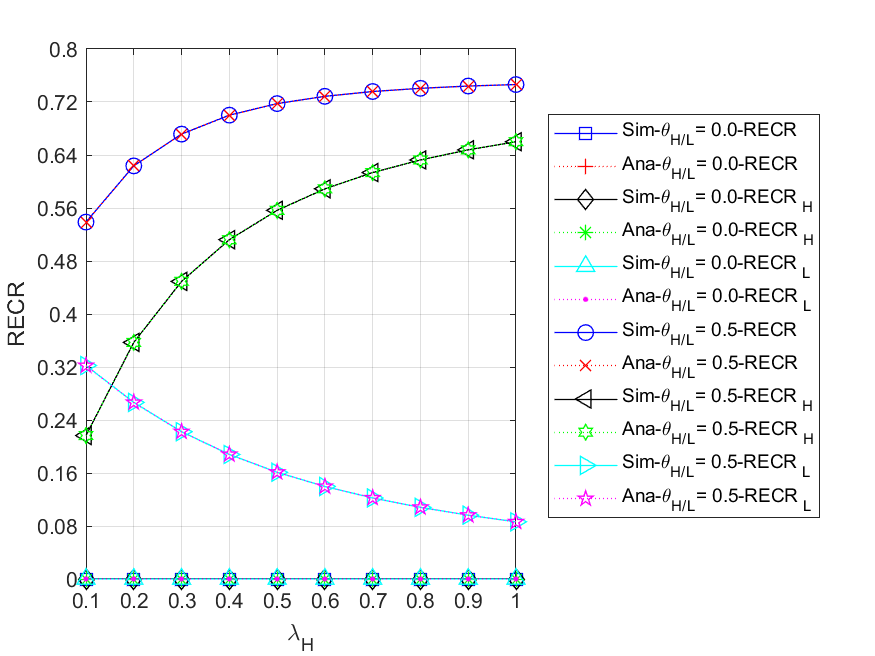 0.8
0.72
0.64
0.56
0.48
0.4
0.32
0.24
0.16
0.08
0
RECR
0.1 0.2 0.3 0.4 0.5 0.6 0.7 0.8 0.9 1
λH
Sim-θH/L= 0.0-RECR
Ana-θH/L= 0.0-RECR
Sim-θH/L= 0.0-RECR H
Ana-θH/L= 0.0-RECR H
Sim-θH/L= 0.0-RECR L
Ana-θH/L= 0.0-RECR L
Sim-θH/L= 0.5-RECR
Ana-θH/L= 0.5-RECR
Sim-θH/L= 0.5-RECR H
Ana-θH/L= 0.5-RECR H
Sim-θH/L= 0.5-RECR L
Ana-θH/L= 0.5-RECR L